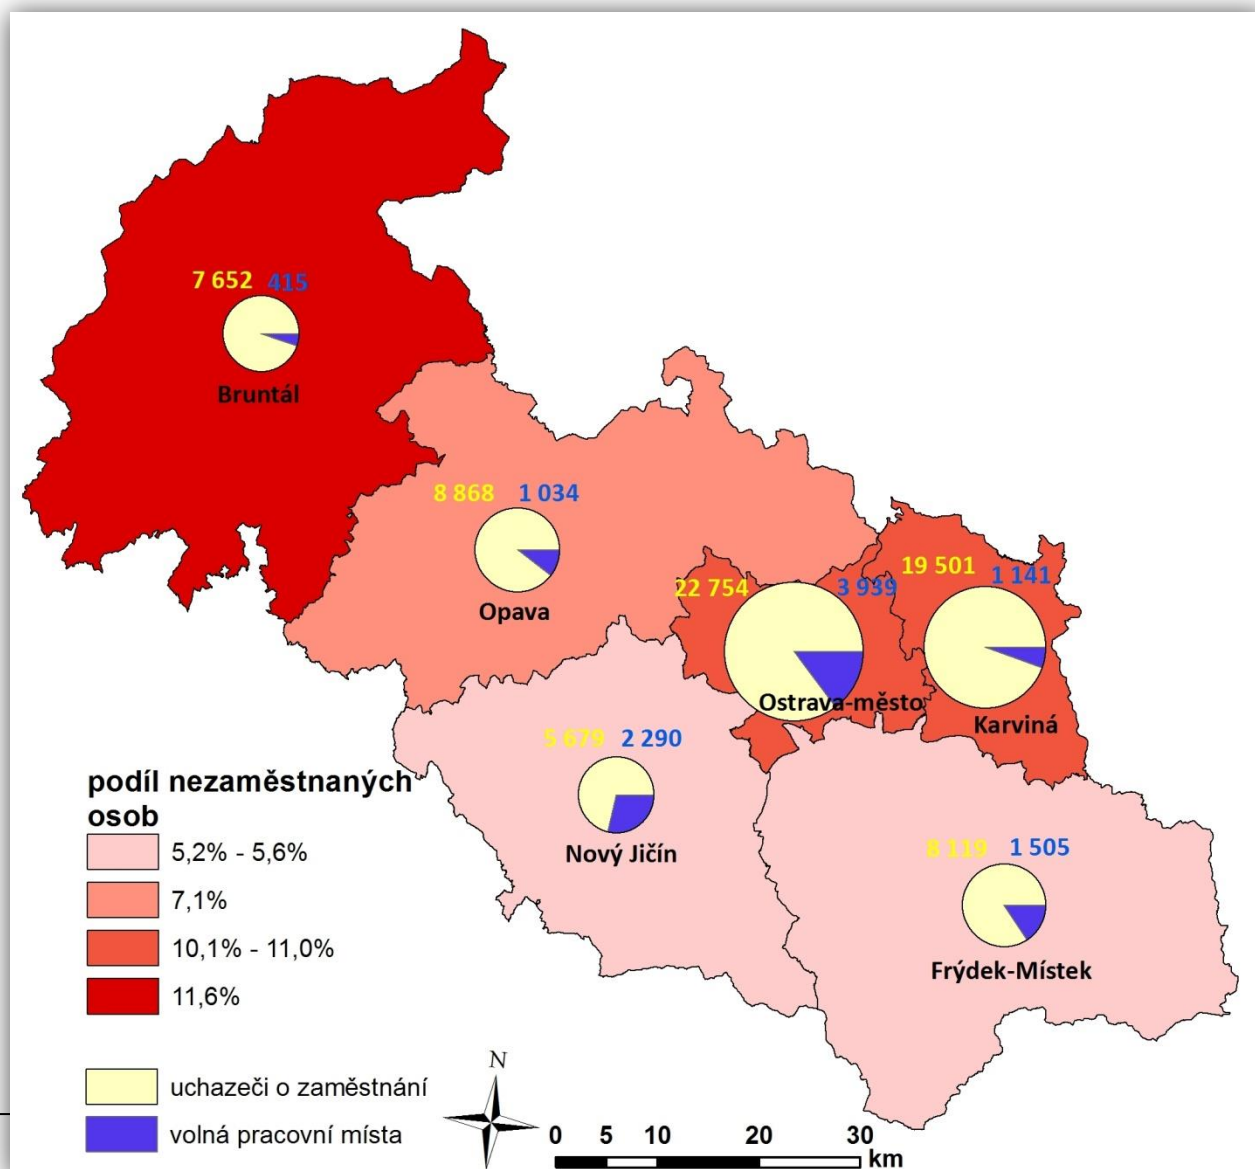 7 652 415
Bruntál
8 868 1 034
Opava
22 754 3 939
Ostrava-město
19 501 1 141
Karviná
5 679 2 290
Nový Jičín
8 119 1 505
Frýdek-Místek
podíl nezaměstnaných
osob
5,2% - 5,6%
7,1%
10,1% - 11,0%
11,6%
uchazeči o zaměstnání
volná pracovní místa
N
0 5 10 20 30
km